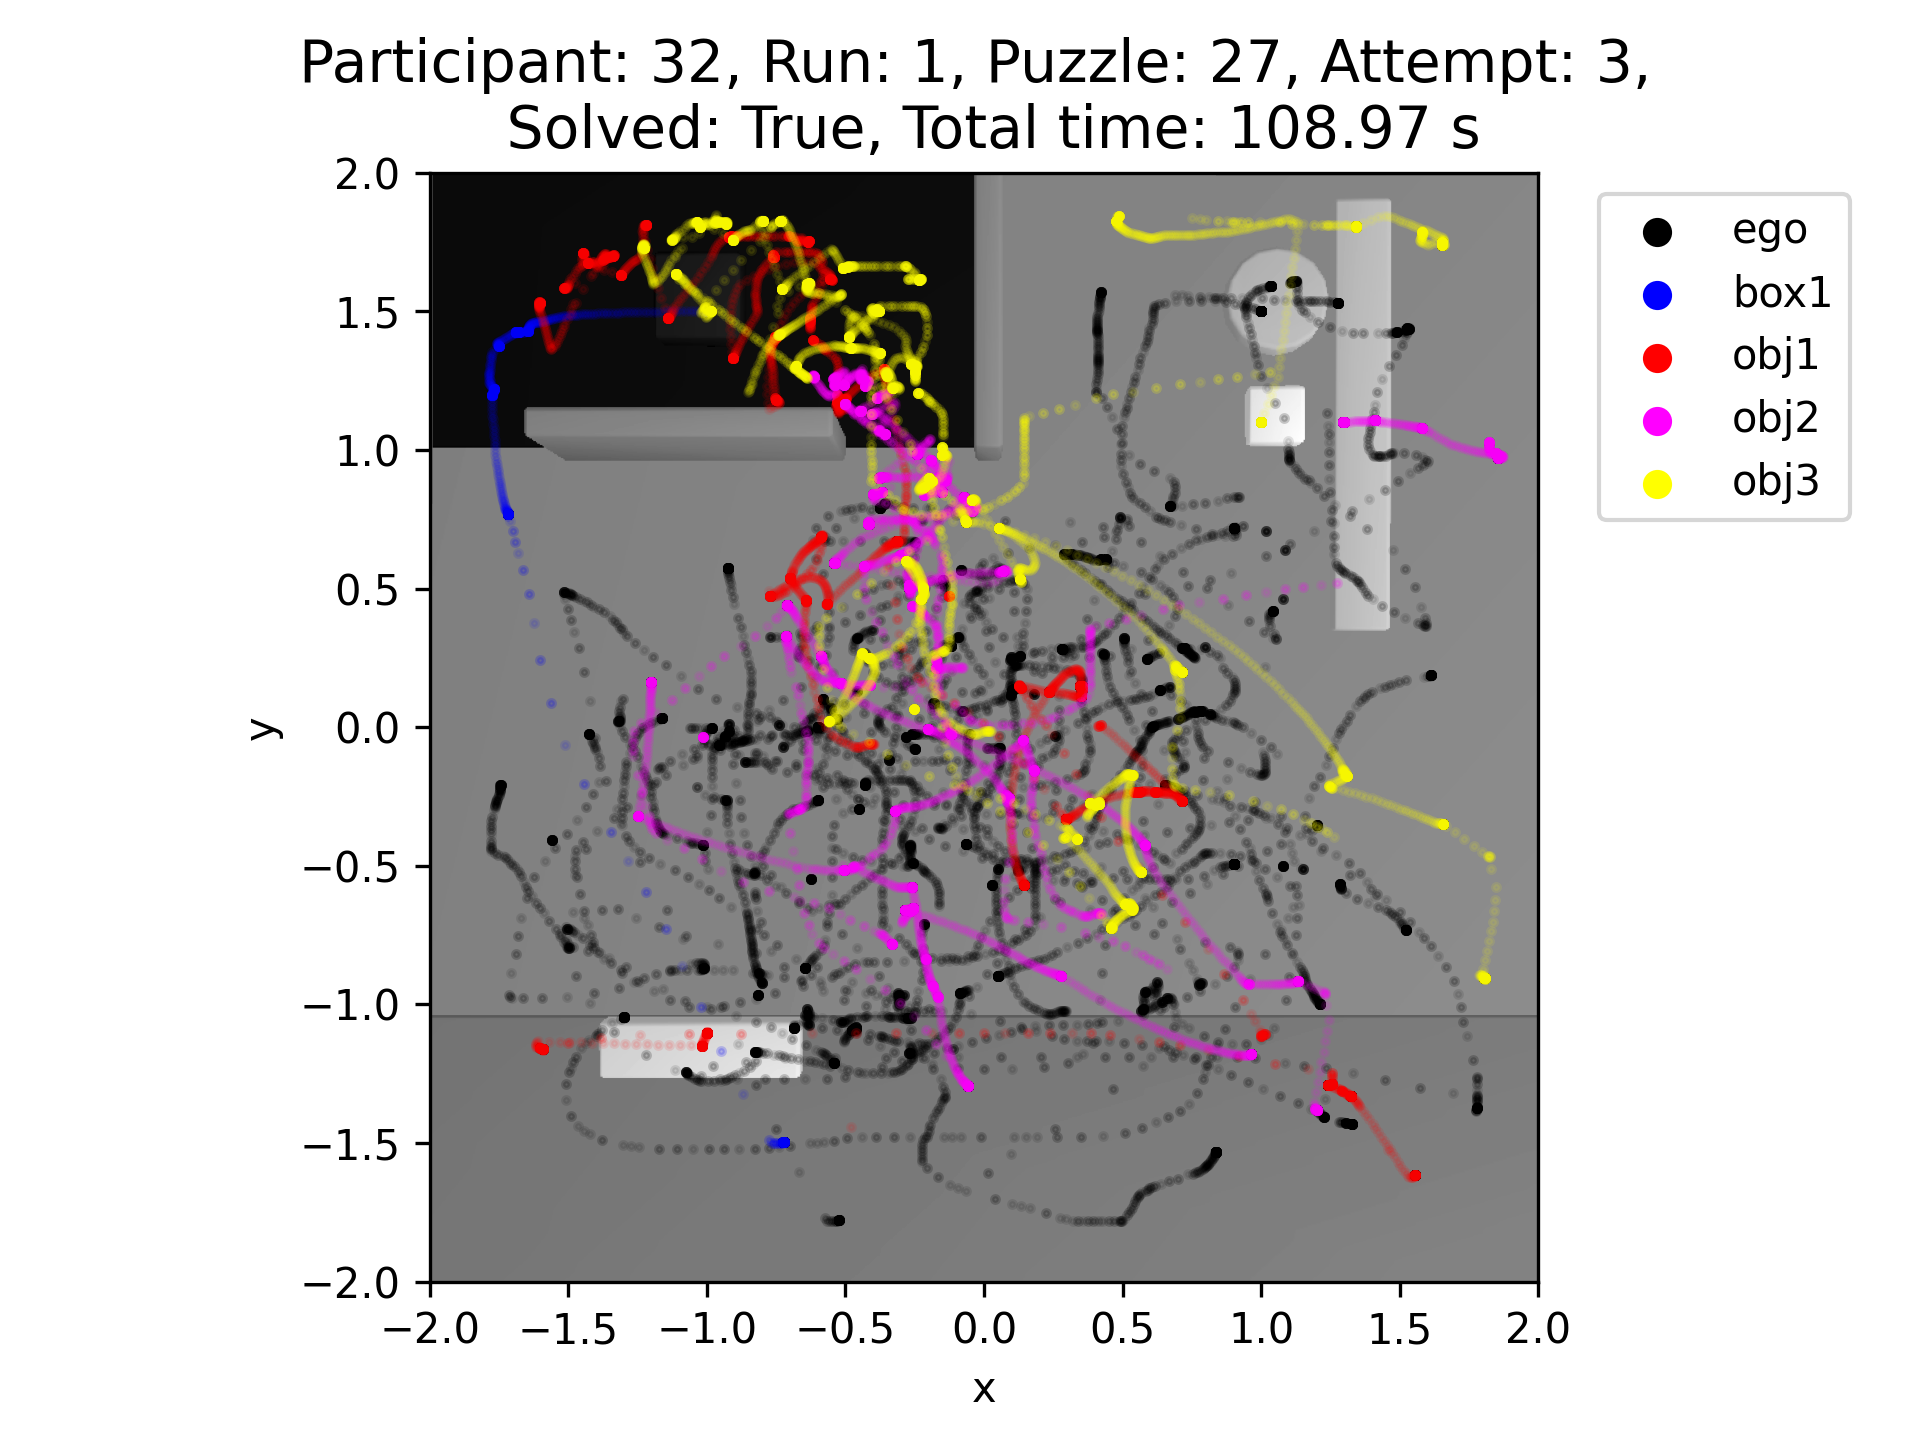 Participant: 32, Run: 1, Puzzle: 27, Attempt: 3,
Solved: True, Total time: 108.97 s
2.0
1.5
1.0
0.5
0.0
−0.5
−1.0
−1.5
−2.0
y
−2.0 −1.5 −1.0 −0.5 0.0 0.5 1.0 1.5 2.0
x
ego
box1
obj1
obj2
obj3